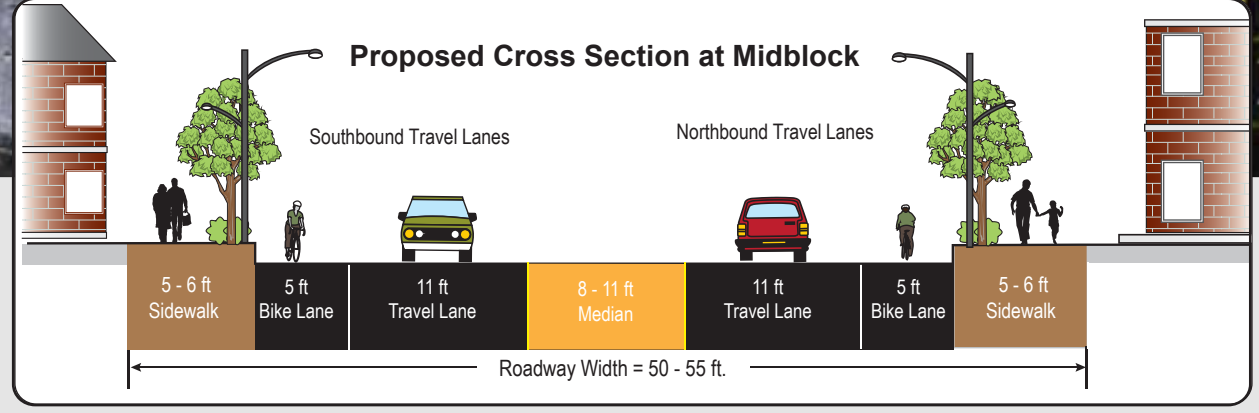 Proposed Cross Section at Midblock
Southbound Travel Lanes
Northbound Travel Lanes
5 - 6 ft
Sidewalk
5 ft
Bike Lane
11 ft
Travel Lane
8 - 11 ft
Median
11 ft
Travel Lane
5 ft
Bike Lane
5 - 6 ft
Sidewalk
Roadway Width = 50 - 55 ft.